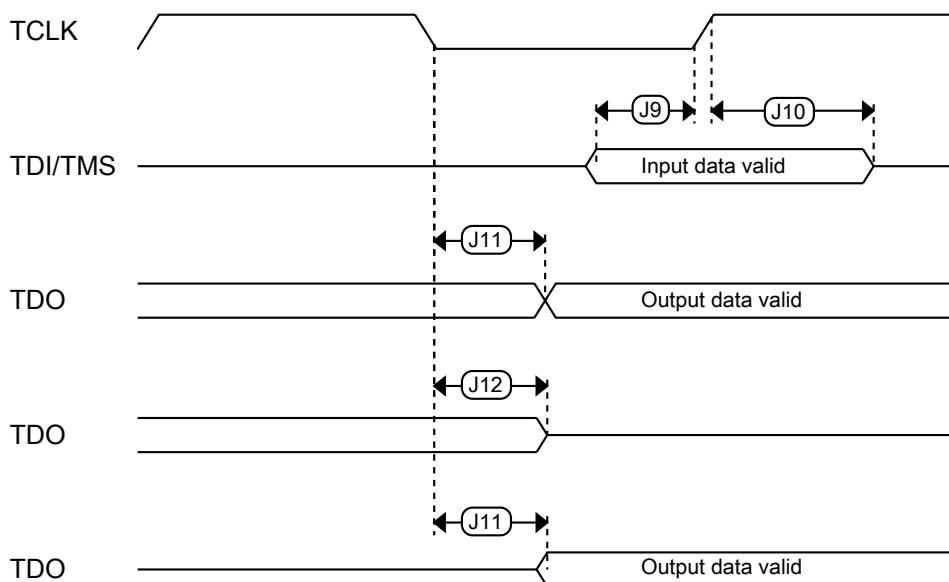 TCLK
J9
J10
TDI/TMS
Input data valid
J11
TDO
Output data valid
J12
TDO
J11
TDO
Output data valid